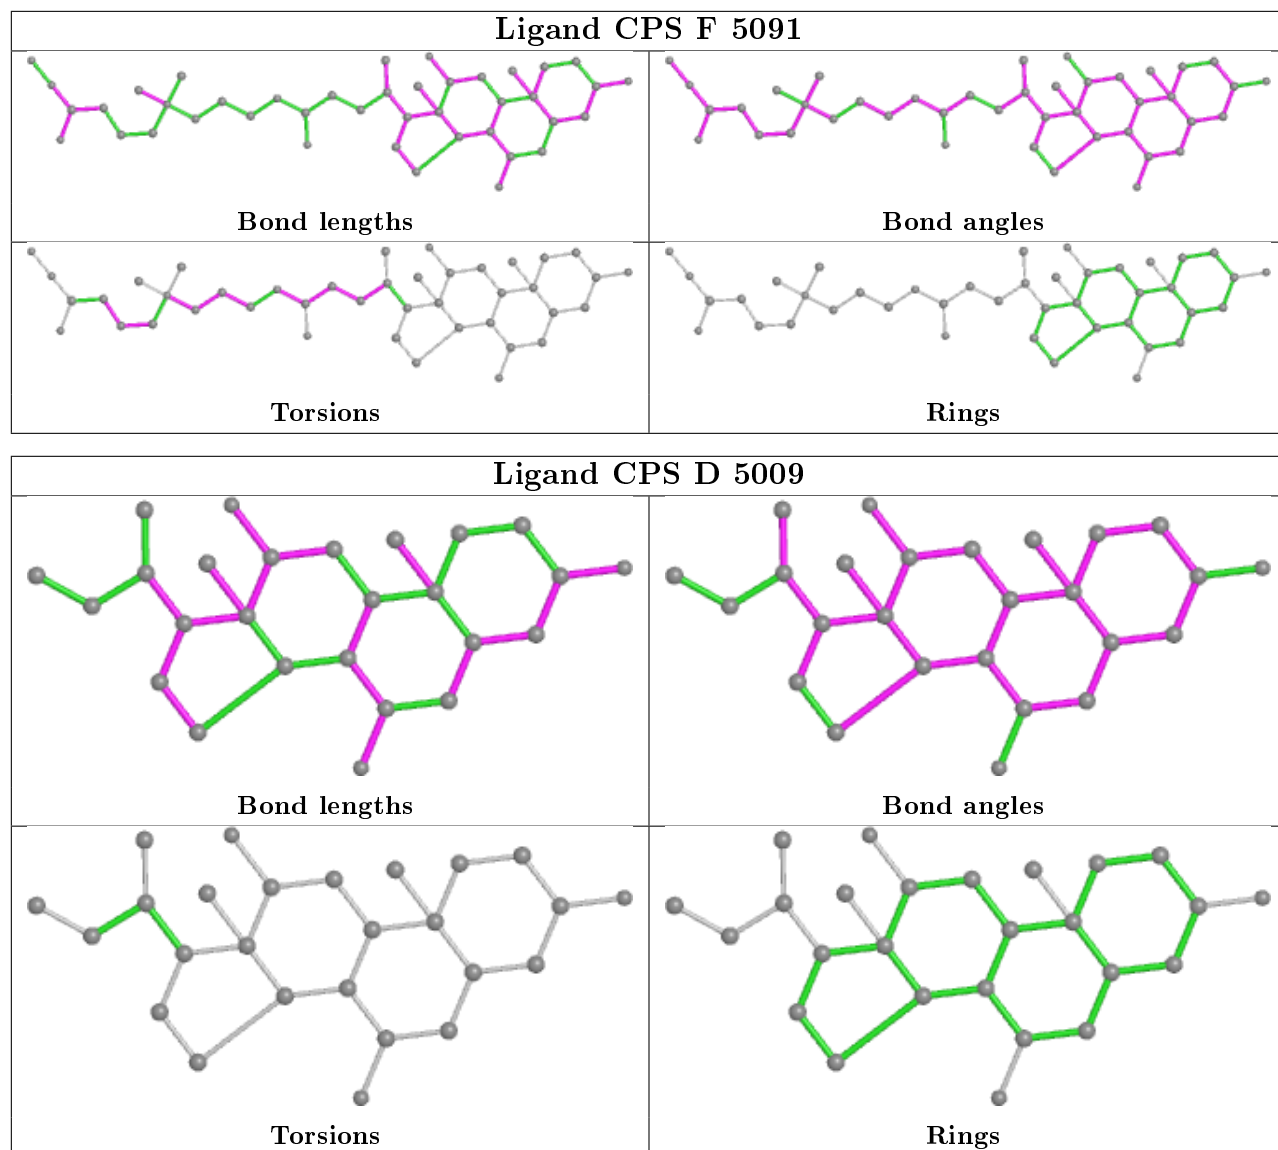 Ligand CPS F 5091
Bond lengths
Bond angles
Torsions
Rings
Ligand CPS D 5009
Bond lengths
Bond angles
Torsions
Rings